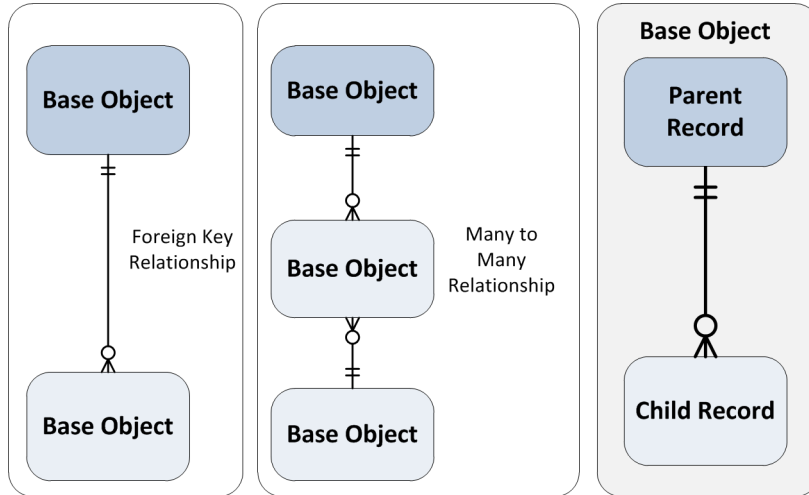 Base Object
Foreign Key
Relationship
Base Object
Base Object
Base Object
Many to
Many
Relationship
Base Object
Base Object
Parent
Record
Child Record